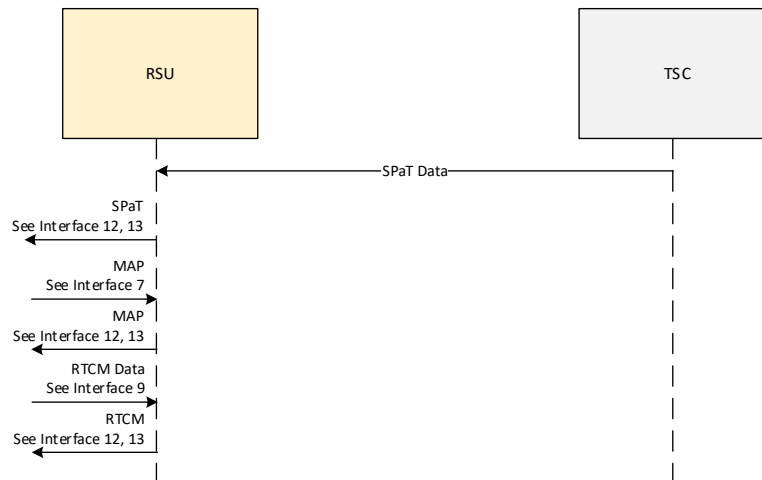 RSU
TSC
SPaT Data
SPaT
See Interface 12, 13
MAP
See Interface 7
MAP
See Interface 12, 13
RTCM Data
See Interface 9
RTCM
See Interface 12, 13